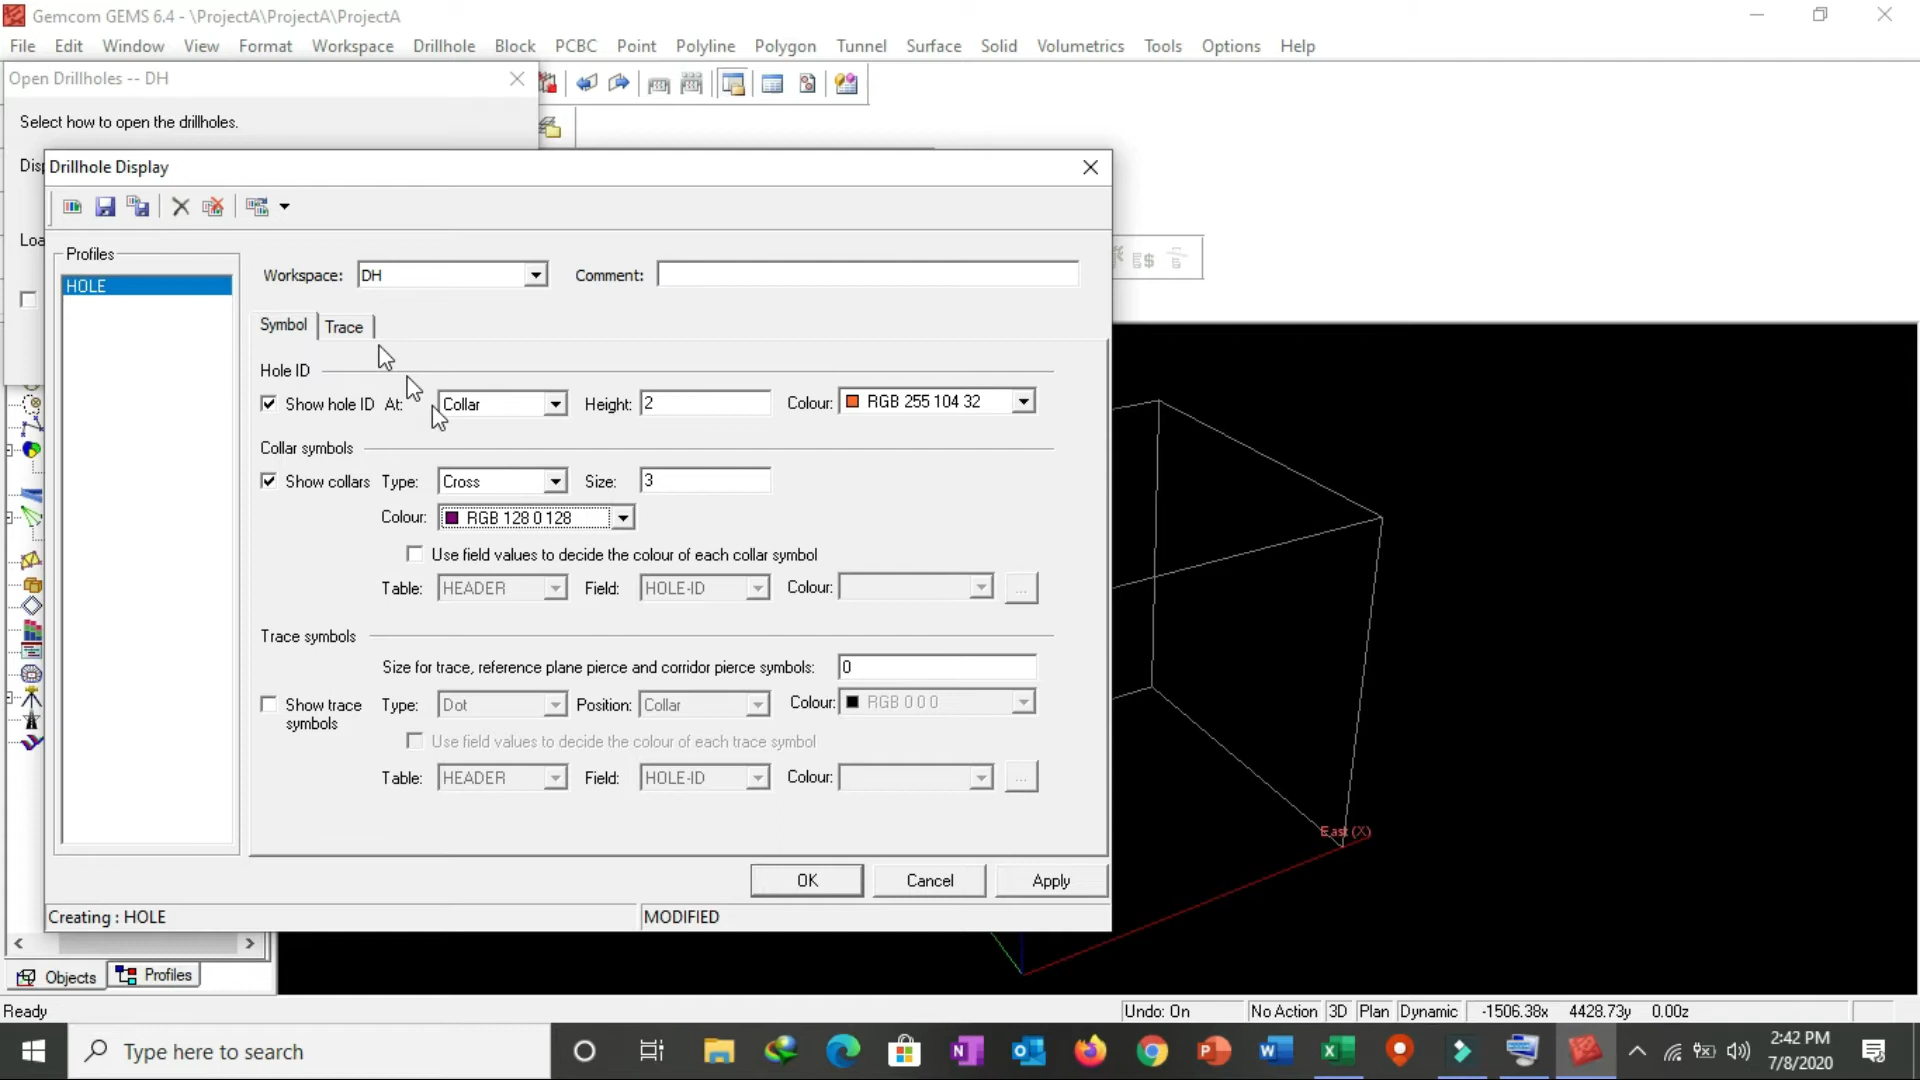 Gemcom GEMS 6.4 - \ProjectA\ProjectA\ProjectA
File Edit Window View Format Workspace Drillhole Block PCBC Point Polyline Polygon Tunnel Surface Solid Volumetrics Tools Options Help
Open Drillholes -- DH
Select how to open the drillholes.
Drillhole Display
Profiles
HOLE
Workspace: DH Comment:
Symbol Trace
Hole ID
Show hole ID At: Collar Height: 2 Colour: RGB 255 104 32
Collar symbols
Show collars Type: Cross Size: 3
Colour: RGB 128 0 128
Use field values to decide the colour of each collar symbol
Table: HEADER Field: HOLE-ID Colour: ...
Trace symbols
Size for trace, reference plane pierce and corridor pierce symbols: 0
Show trace symbols Type: Dot Position: Collar Colour: RGB 0 0 0
Use field values to decide the colour of each trace symbol
Table: HEADER Field: HOLE-ID Colour: ...
OK Cancel Apply
Creating : HOLE MODIFIED
East (X)
Objects Profiles
Ready Undo: On No Action 3D Plan Dynamic -1506.38x 4428.73y 0.00z
Type here to search
2:42 PM
7/8/2020